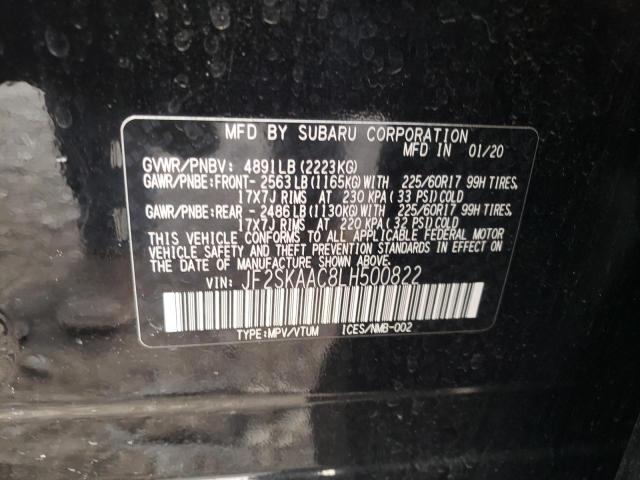 MFD BY SUBARU CORPORATION
MFD IN 01/20
GVWR/PNBV: 4891LB(2223KG)
GAWR/PNBE:FRONT- 2563LB(1165KG)WITH 225/60R17 99H TIRES,
17X7J RIMS AT 230 KPA(33 PSI)COLD
GAWR/PNBE:REAR - 2486LB(1130KG)WITH 225/60R17 99H TIRES,
17X7J RIMS AT 220 KPA(32 PSI)COLD
THIS VEHICLE CONFORMS TO ALL APPLICABLE FEDERAL MOTOR
VEHICLE SAFETY AND THEFT PREVENTION STANDARDS IN EFFECT ON
THE DATE OF MANUFACTURE SHOWN ABOVE.
VIN: JF2SKAAC8LH500822
TYPE:MPV/VTUM ICES/NMB-002